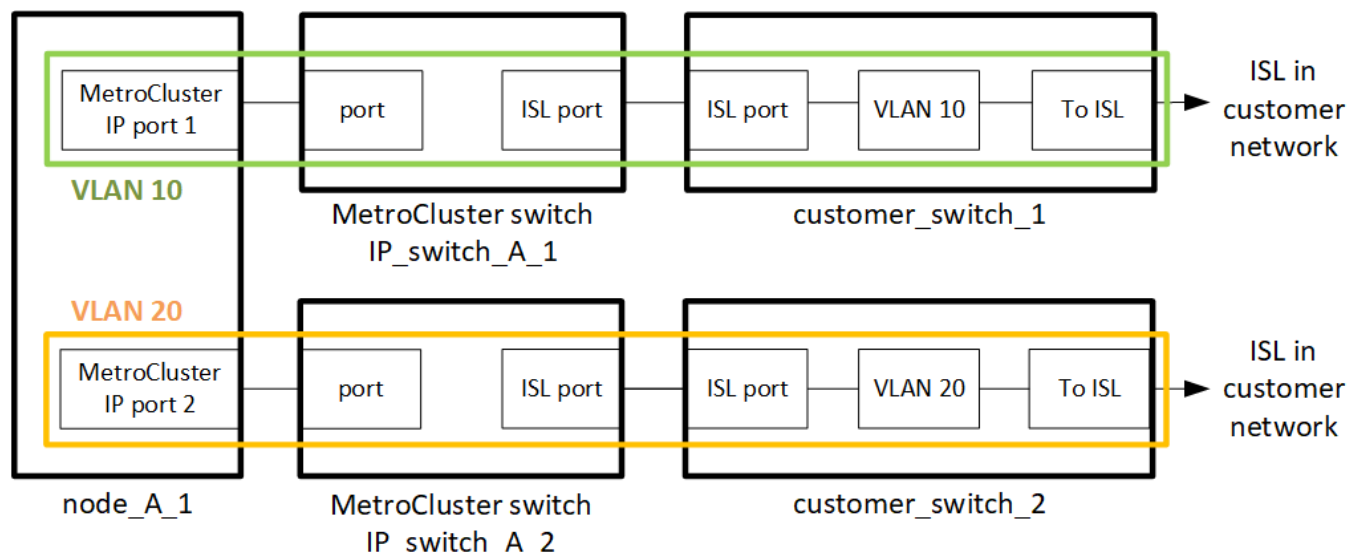 MetroCluster
IP port 1
port
ISL port
ISL port
VLAN 10
To ISL
ISL in
customer
network
VLAN 10
MetroCluster switch
IP_switch_A_1
customer_switch_1
VLAN 20
MetroCluster
IP port 2
port
ISL port
ISL port
VLAN 20
To ISL
ISL in
customer
network
node_A_1
MetroCluster switch
IP_switch_A_2
customer_switch_2